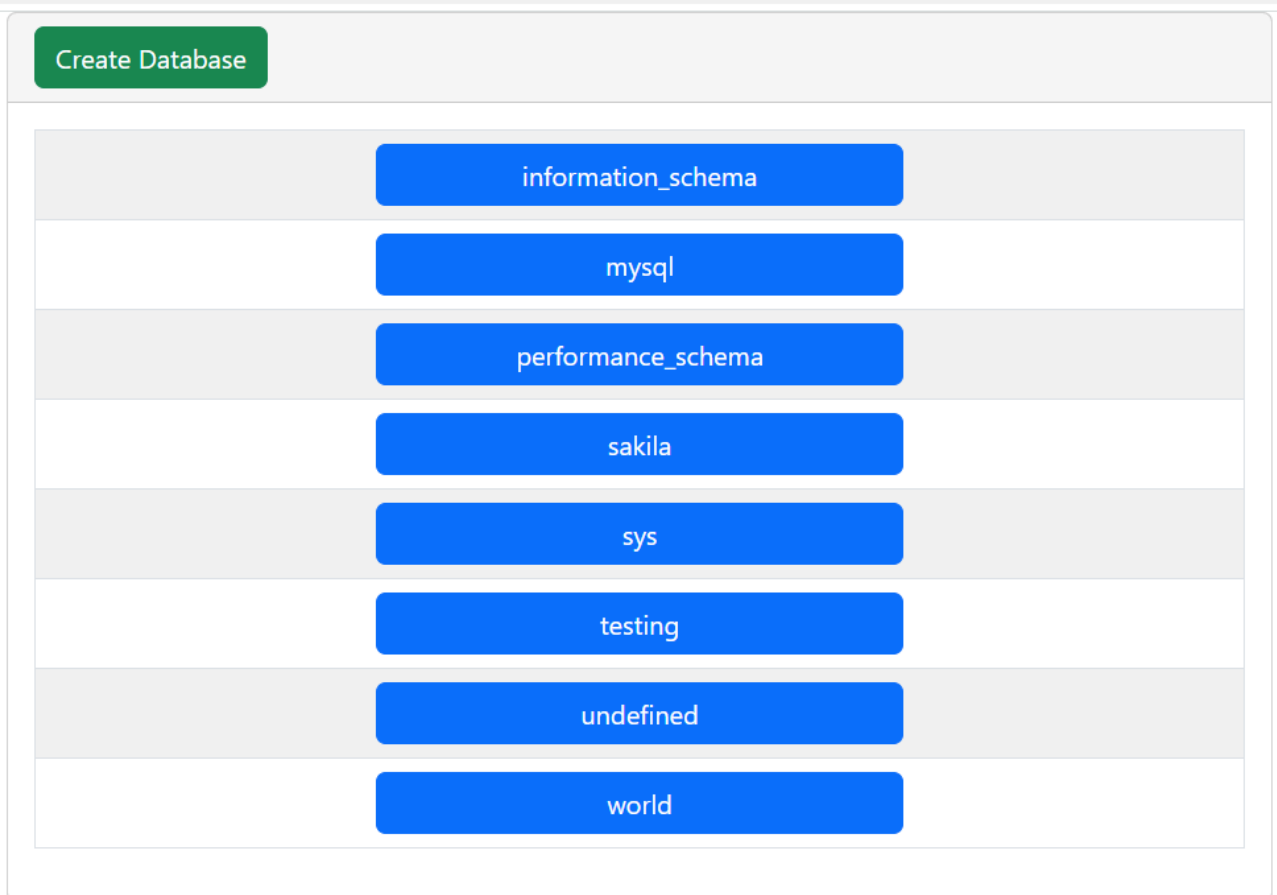 Create Database
information_schema
mysql
performance_schema
sakila
sys
testing
undefined
world